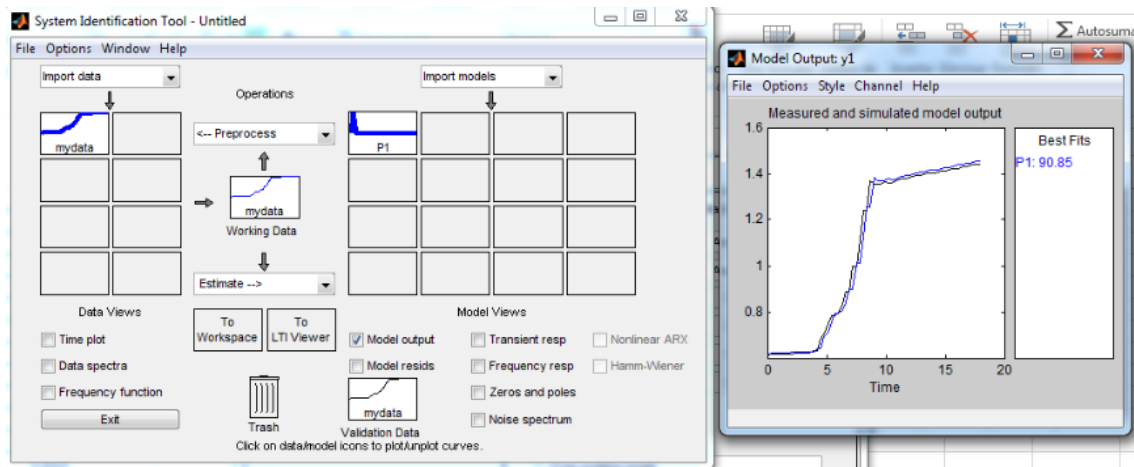 System Identification Tool - Untitled
File Options Window Help
Import data
Import models
Operations
<-- Preprocess
mydata
P1
mydata
Working Data
Estimate -->
Data Views
Model Views
To
Workspace
To
LTI Viewer
Time plot
Data spectra
Frequency function
Model output
Transient resp
Nonlinear ARX
Model resids
Frequency resp
Hamm-Wiener
Zeros and poles
Noise spectrum
Exit
Trash
mydata
Validation Data
Click on data/model icons to plot/unplot curves.
Σ Autosuma
Model Output: y1
File Options Style Channel Help
Measured and simulated model output
1.6
1.4
1.2
1
0.8
0 5 10 15 20
Time
Best Fits
P1: 90.85